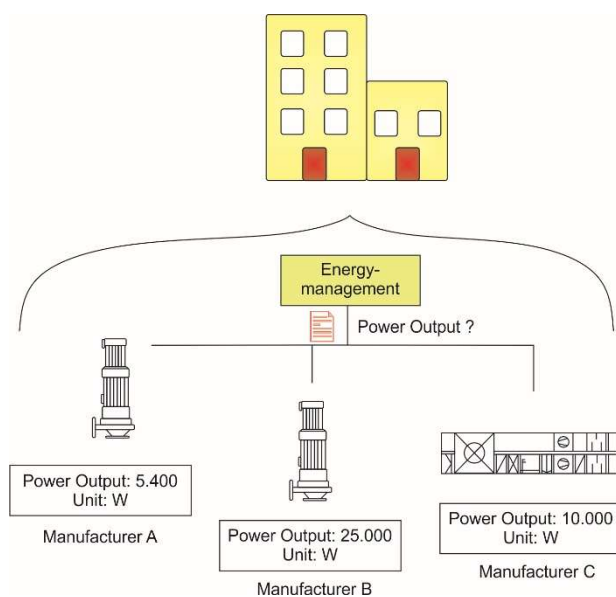 Energy-
management
Power Output ?
Power Output: 5.400
Unit: W
Manufacturer A
Power Output: 25.000
Unit: W
Manufacturer B
Power Output: 10.000
Unit: W
Manufacturer C